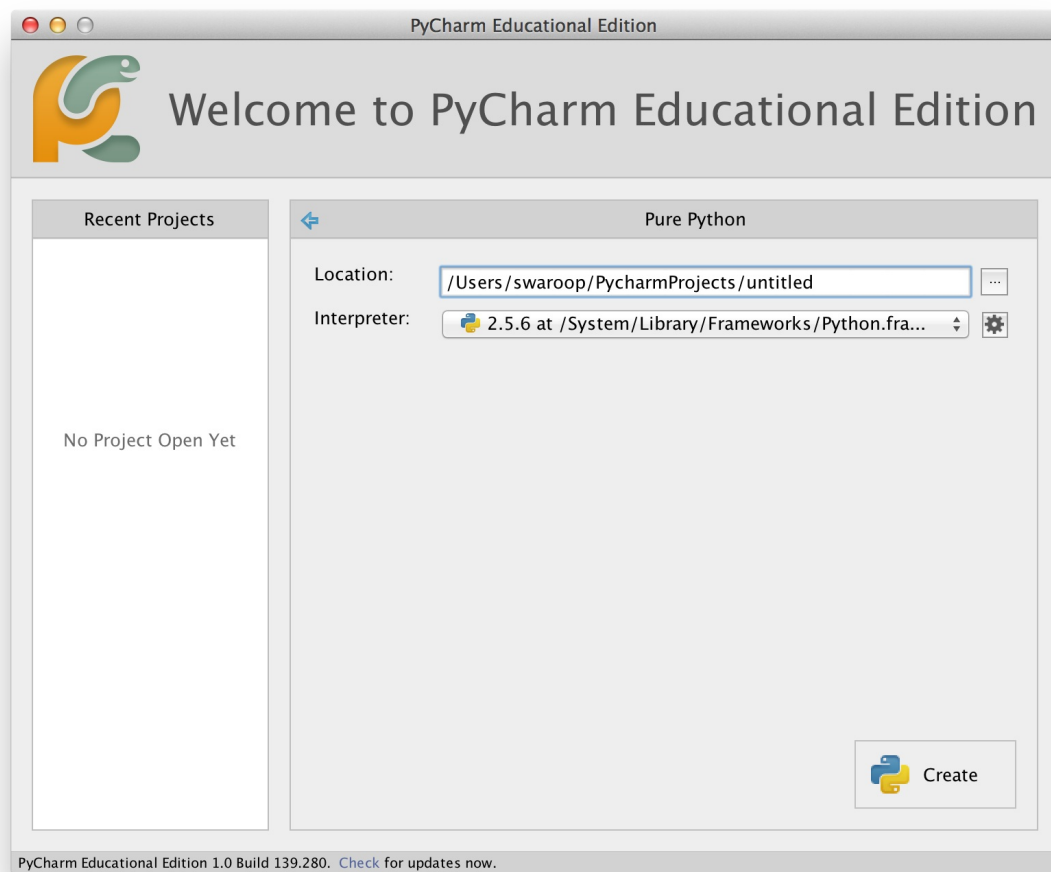 PyCharm Educational Edition
Welcome to PyCharm Educational Edition
Recent Projects
Pure Python
Location:
/Users/swaroop/PycharmProjects/untitled
...
Interpreter:
2.5.6 at /System/Library/Frameworks/Python.fra...
No Project Open Yet
Create
PyCharm Educational Edition 1.0 Build 139.280. Check for updates now.